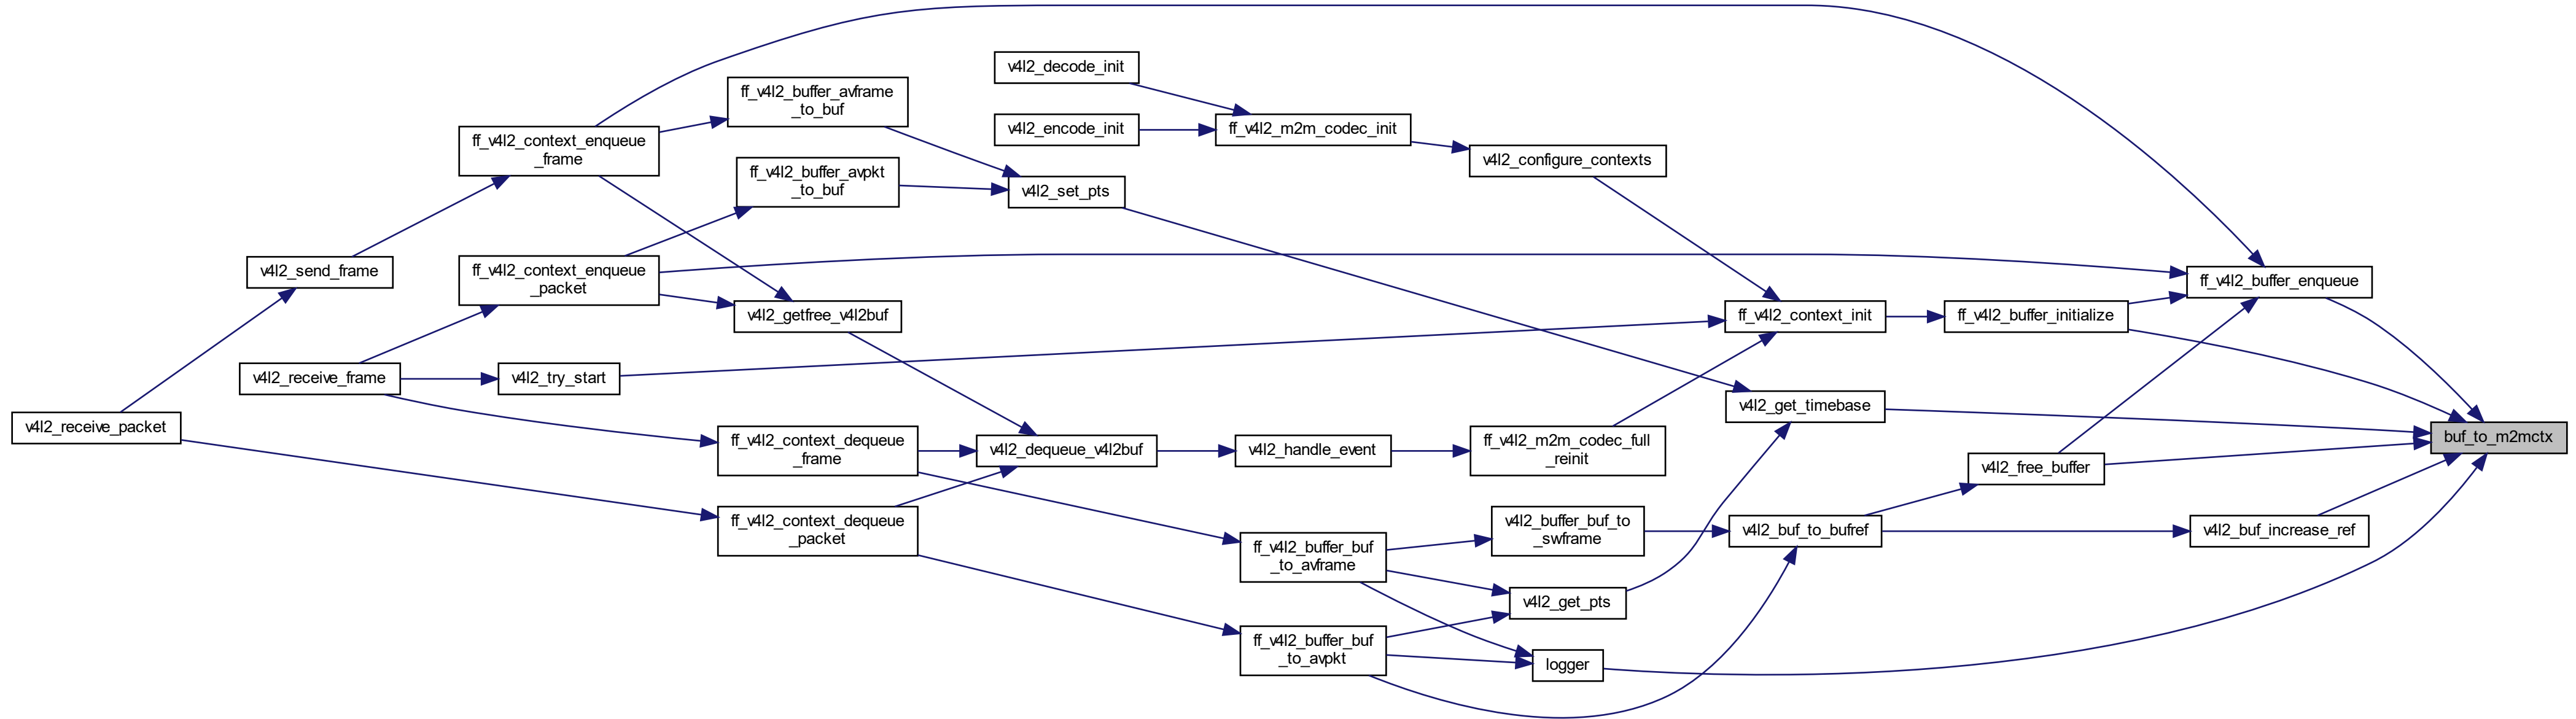 v4l2_decode_init
ff_v4l2_buffer_avframe
_to_buf
v4l2_encode_init
ff_v4l2_m2m_codec_init
ff_v4l2_context_enqueue
_frame
v4l2_configure_contexts
ff_v4l2_buffer_avpkt
_to_buf
v4l2_set_pts
v4l2_send_frame
ff_v4l2_context_enqueue
_packet
ff_v4l2_buffer_enqueue
v4l2_getfree_v4l2buf
ff_v4l2_context_init
ff_v4l2_buffer_initialize
v4l2_receive_frame
v4l2_try_start
v4l2_get_timebase
v4l2_receive_packet
buf_to_m2mctx
ff_v4l2_context_dequeue
_frame
v4l2_dequeue_v4l2buf
v4l2_handle_event
ff_v4l2_m2m_codec_full
_reinit
v4l2_free_buffer
ff_v4l2_context_dequeue
_packet
v4l2_buffer_buf_to
_swframe
v4l2_buf_to_bufref
v4l2_buf_increase_ref
ff_v4l2_buffer_buf
_to_avframe
v4l2_get_pts
ff_v4l2_buffer_buf
_to_avpkt
logger